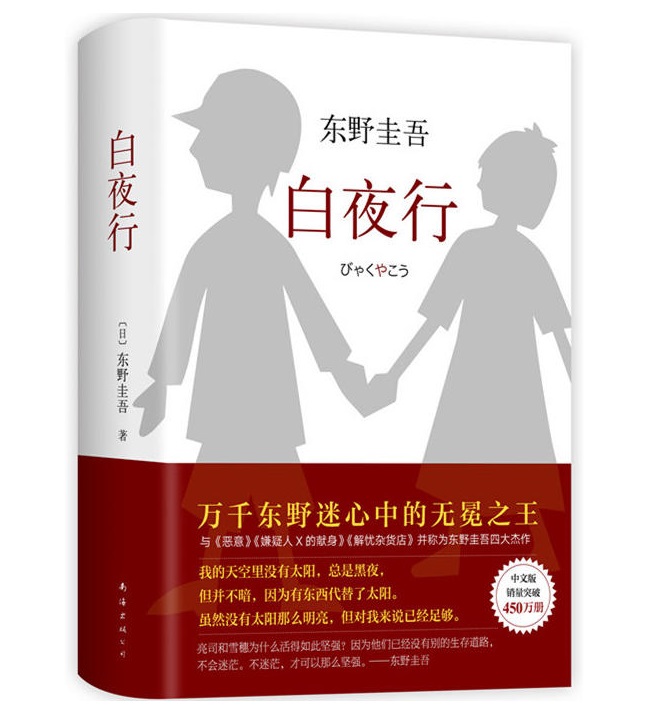 白夜行
〔日〕东野圭吾 著
南海出版公司
东野圭吾
白夜行
びゃくやこう
万千东野迷心中的无冕之王
与《恶意》《嫌疑人X的献身》《解忧杂货店》并称为东野圭吾四大杰作
我的天空里没有太阳，总是黑夜，
但并不暗，因为有东西代替了太阳。
虽然没有太阳那么明亮，但对我来说已经足够。
亮司和雪穗为什么活得如此坚强？因为他们已经没有别的生存道路，
不会迷茫。不迷茫，才可以那么坚强。——东野圭吾
中文版
销量突破
450万册